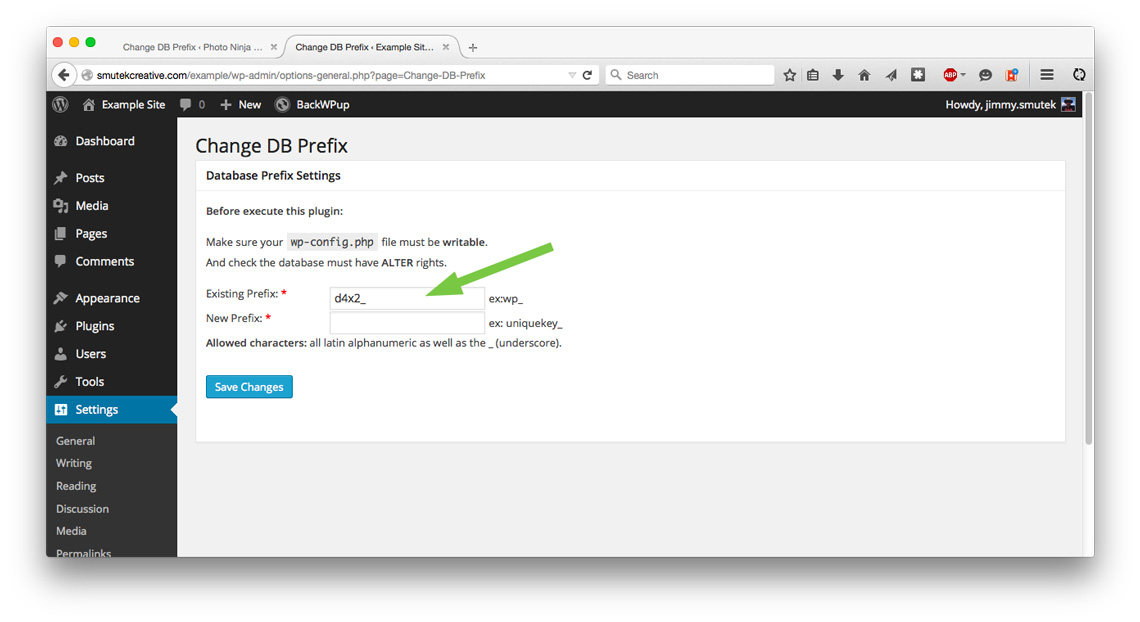 Change DB Prefix ‹ Photo Ninja ...
Change DB Prefix ‹ Example Sit...
smutekcreative.com/example/wp-admin/options-general.php?page=Change-DB-Prefix
Search
ABP
Example Site
0
New
BackWPup
Howdy, jimmy.smutek
Dashboard
Posts
Media
Pages
Comments
Appearance
Plugins
Users
Tools
Settings
General
Writing
Reading
Discussion
Media
Permalinks
Change DB Prefix
Database Prefix Settings
Before execute this plugin:
Make sure your wp-config.php file must be writable.
And check the database must have ALTER rights.
Existing Prefix: * d4x2_ ex:wp_
New Prefix: * ex: uniquekey_
Allowed characters: all latin alphanumeric as well as the _ (underscore).
Save Changes